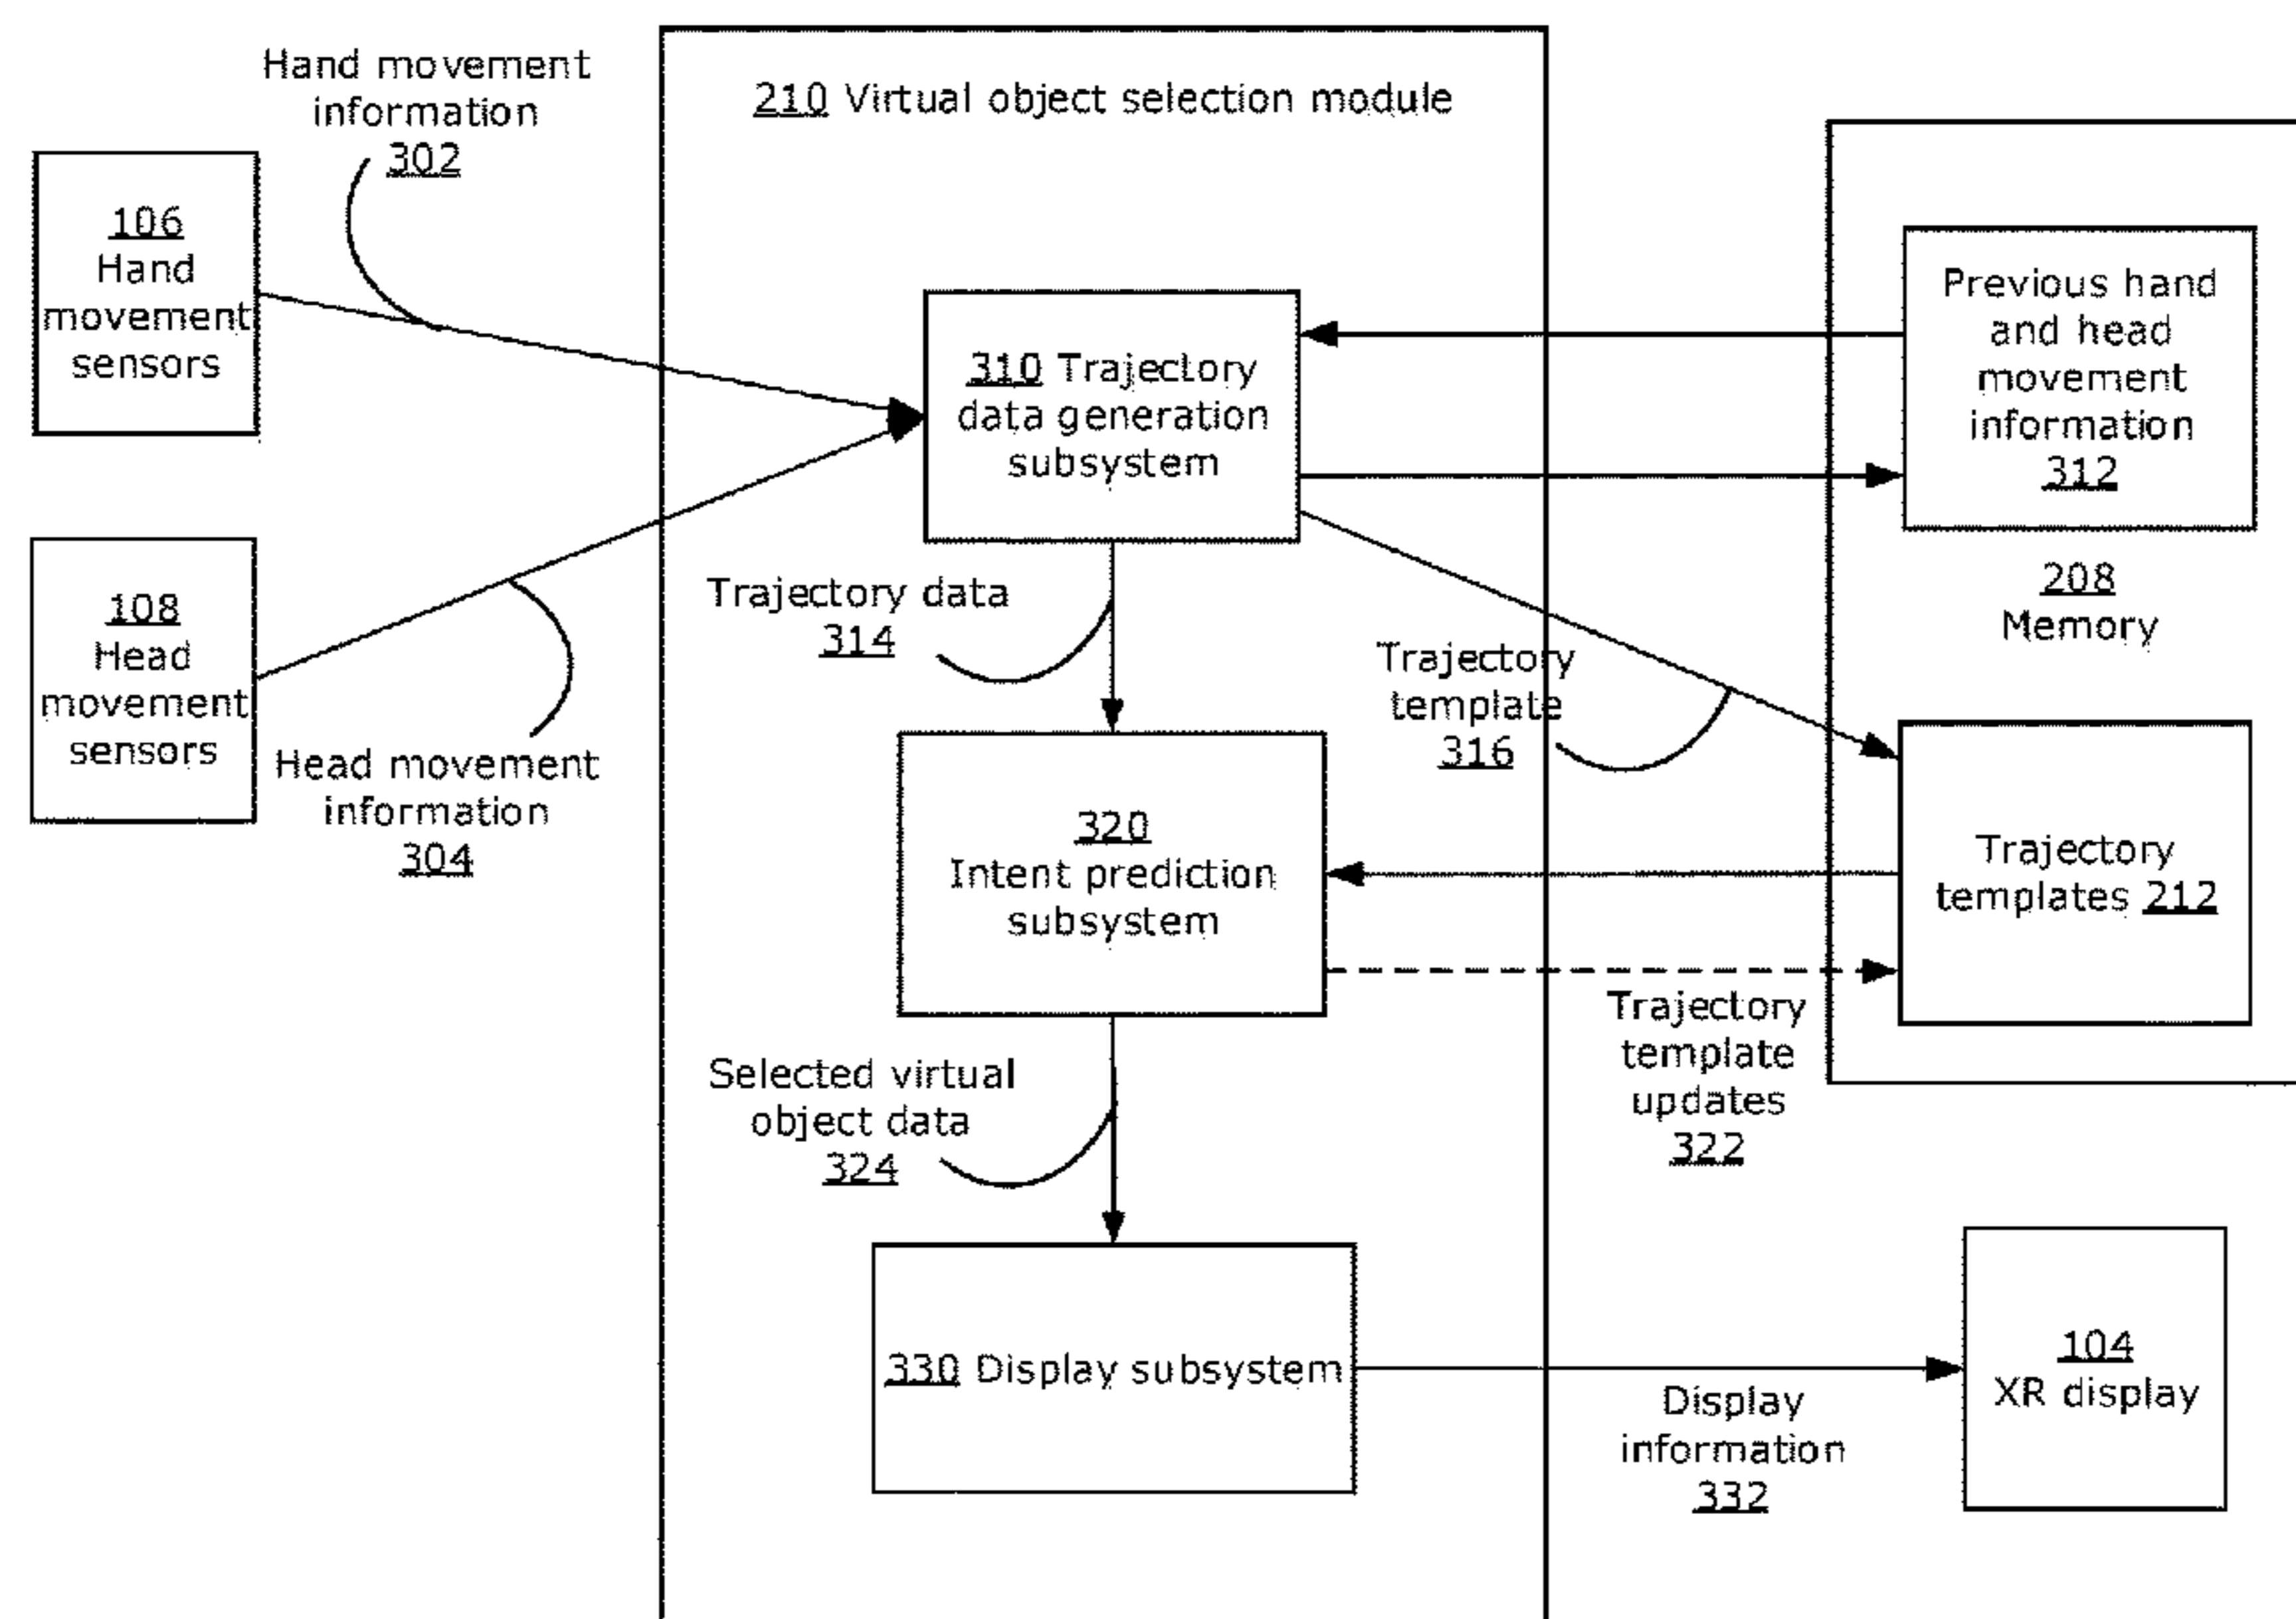 Hand movement
information
302
210 Virtual object selection module
106
Hand
movement
sensors
310 Trajectory
data generation
subsystem
Previous hand
and head
movement
information
312
208
Memory
108
Head
movement
sensors
Head movement
information
304
Trajectory data
314
Trajectory
template
316
320
Intent prediction
subsystem
Trajectory
templates 212
Trajectory
template
updates
322
Selected virtual
object data
324
330 Display subsystem
Display
information
332
104
XR display